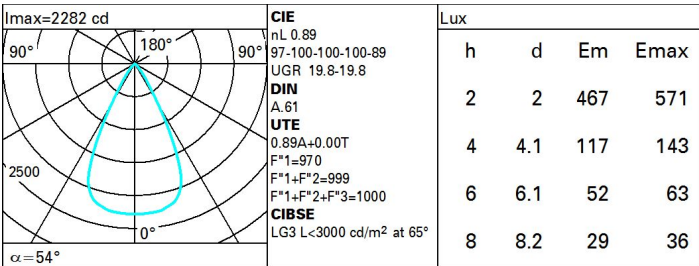 Imax=2282 cd
90°
180°
90°
2500
0°
α=54°
CIE
nL 0.89
97-100-100-100-89
UGR 19.8-19.8
DIN
A.61
UTE
0.89A+0.00T
F"1=970
F"1+F"2=999
F"1+F"2+F"3=1000
CIBSE
LG3 L<3000 cd/m² at 65°
Lux
h d Em Emax
2 2 467 571
4 4.1 117 143
6 6.1 52 63
8 8.2 29 36